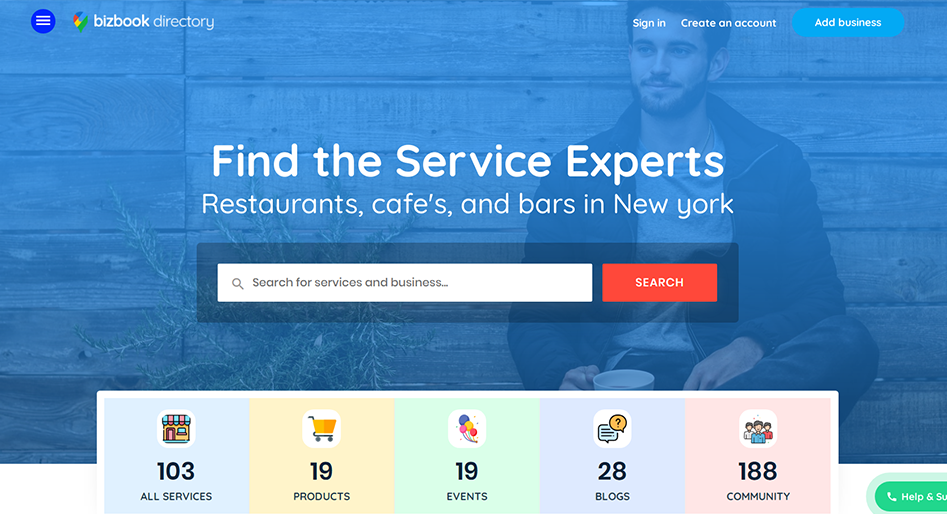 bizbook directory
Sign in
Create an account
Add business
Find the Service Experts
Restaurants, cafe's, and bars in New york
Search for services and business...
SEARCH
103
19
19
28
188
ALL SERVICES
PRODUCTS
EVENTS
BLOGS
COMMUNITY
Help & Su